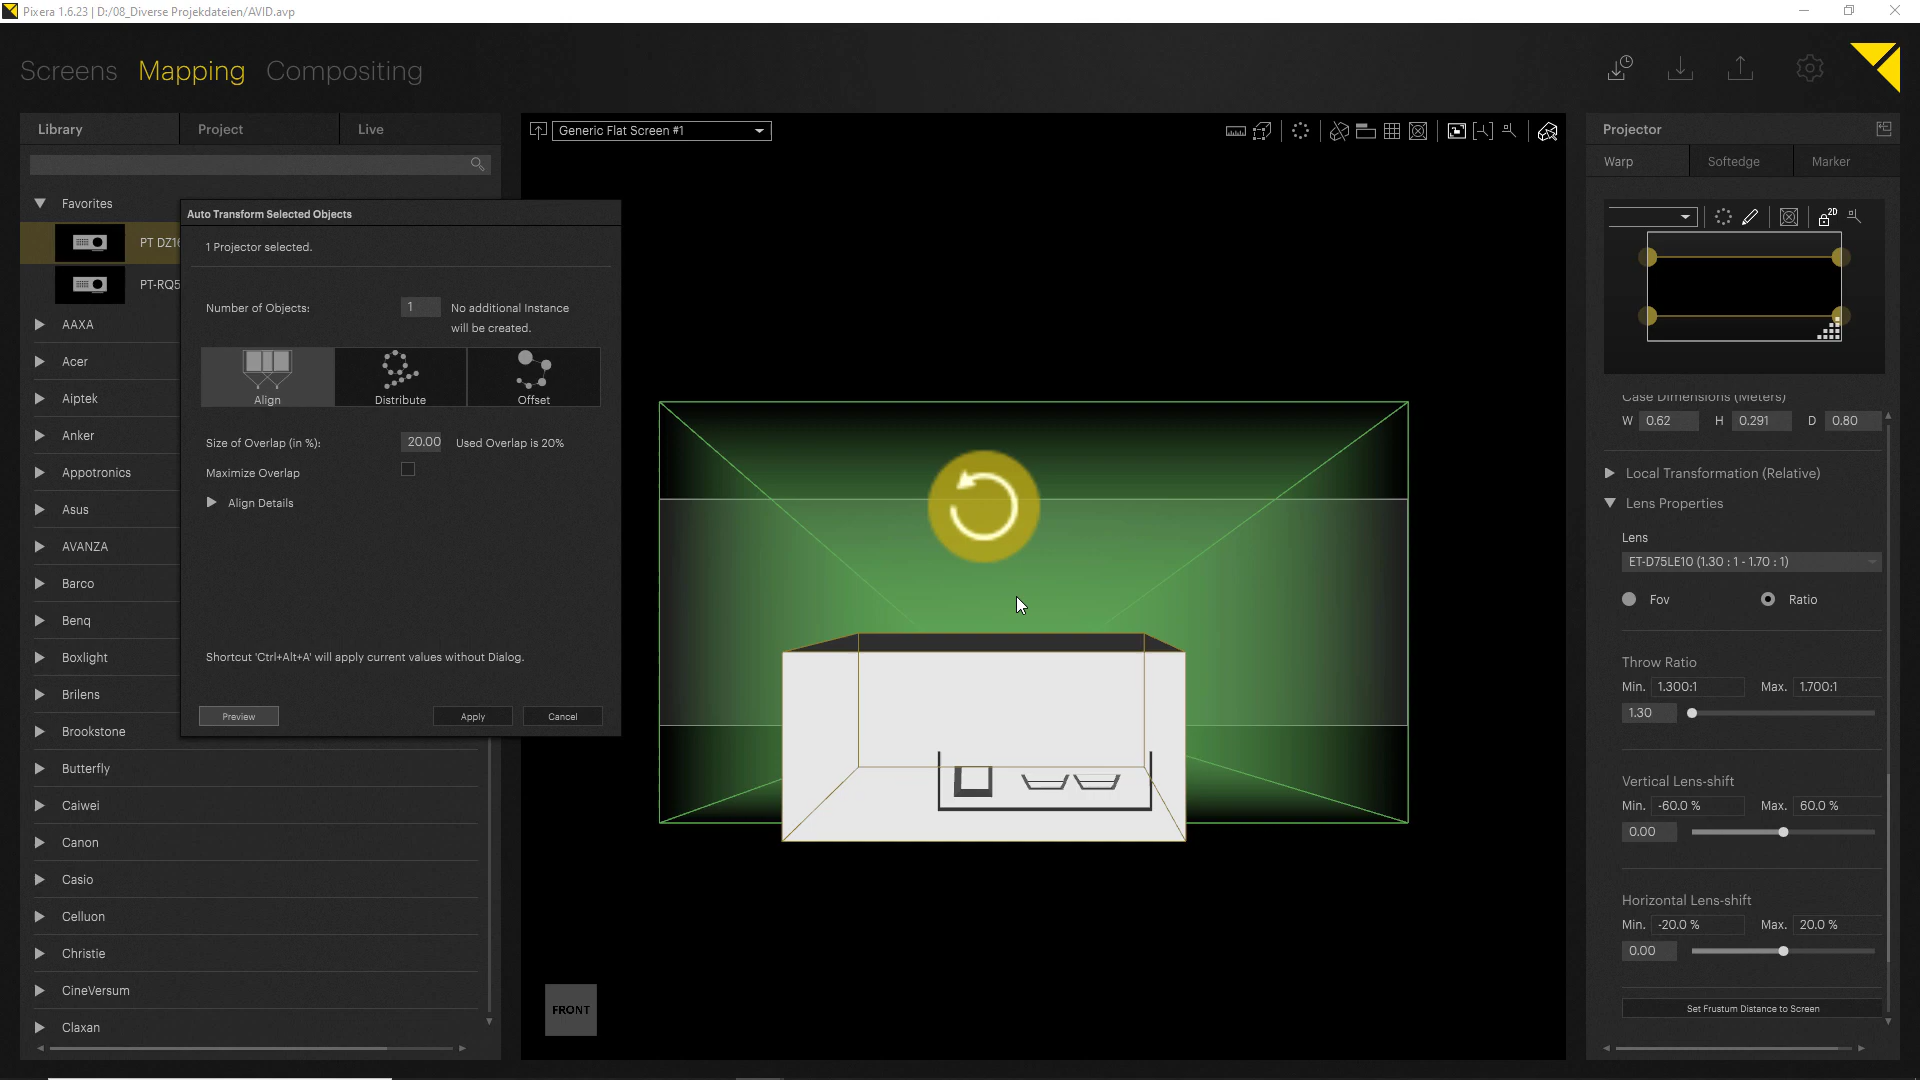 Pixera 1.6.23 | D:/08_Diverse Projekdateien/AVID.avp
Screens Mapping Compositing
Library Project Live
Generic Flat Screen #1
Projector
Warp Softedge Marker
Favorites
PT DZ16
PT-RQ5
AAXA
Acer
Aiptek
Anker
Appotronics
Asus
AVANZA
Barco
Benq
Boxlight
Brilens
Brookstone
Butterfly
Caiwei
Canon
Casio
Celluon
Christie
CineVersum
Claxan
Auto Transform Selected Objects
1 Projector selected.
Number of Objects: 1 No additional Instance
will be created.
Align Distribute Offset
Size of Overlap (in %): 20.00 Used Overlap is 20%
Maximize Overlap
Align Details
Shortcut 'Ctrl+Alt+A' will apply current values without Dialog.
Preview Apply Cancel
FRONT
2D
Case Dimensions (Meters)
W 0.62 H 0.291 D 0.80
Local Transformation (Relative)
Lens Properties
Lens
ET-D75LE10 (1.30 : 1 - 1.70 : 1)
Fov Ratio
Throw Ratio
Min. 1.300:1 Max. 1.700:1
1.30
Vertical Lens-shift
Min. -60.0 % Max. 60.0 %
0.00
Horizontal Lens-shift
Min. -20.0 % Max. 20.0 %
0.00
Set Frustum Distance to Screen